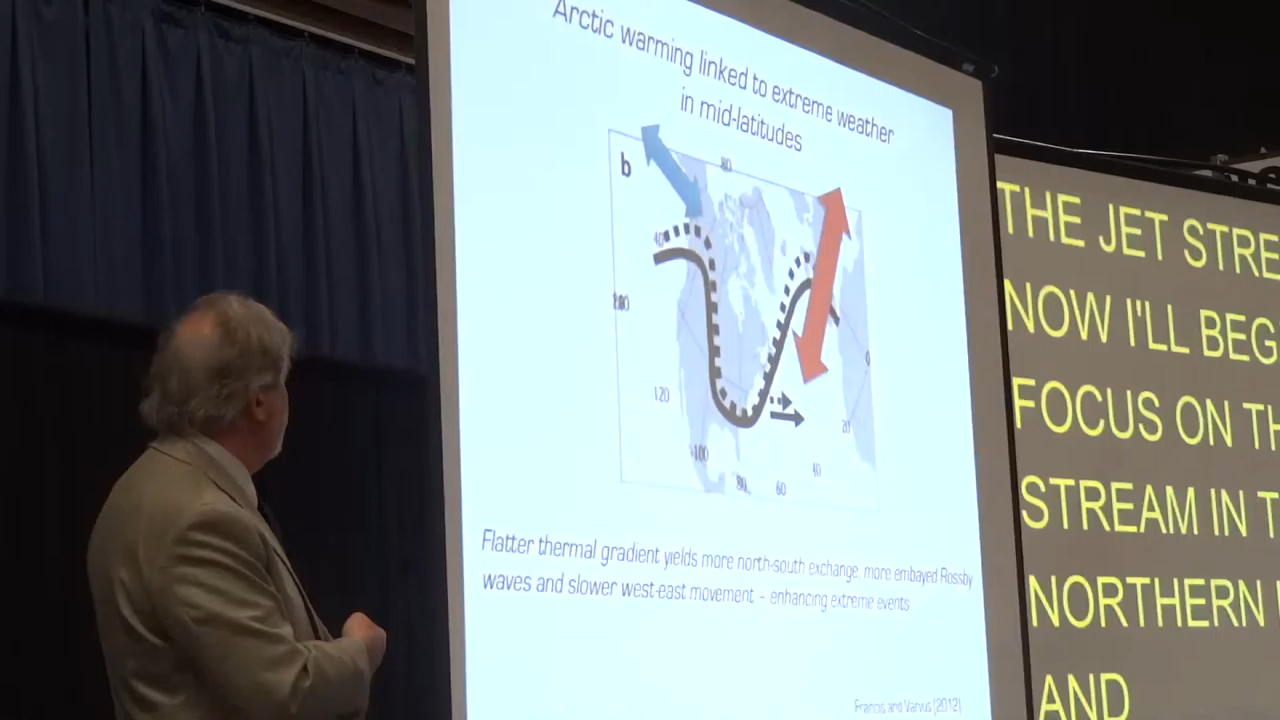 Arctic warming linked to extreme weather
in mid-latitudes
b
80
40
180
0
120
20
100
40
80
60
Flatter thermal gradient yields more north-south exchange, more embayed Rossby
waves and slower west-east movement - enhancing extreme events
Francis and Varvus (2012)
THE JET STRE
NOW I'LL BEG
FOCUS ON TH
STREAM IN T
NORTHERN
AND